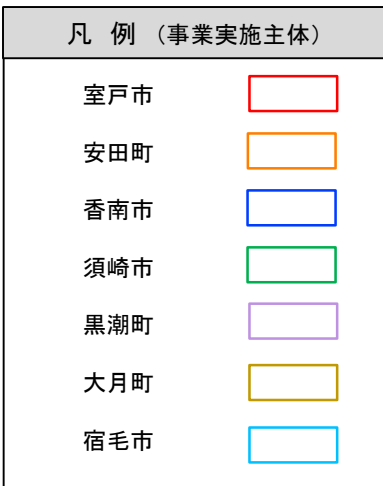 凡 例 （事業実施主体）
室戸市
安田町
香南市
須崎市
黒潮町
大月町
宿毛市